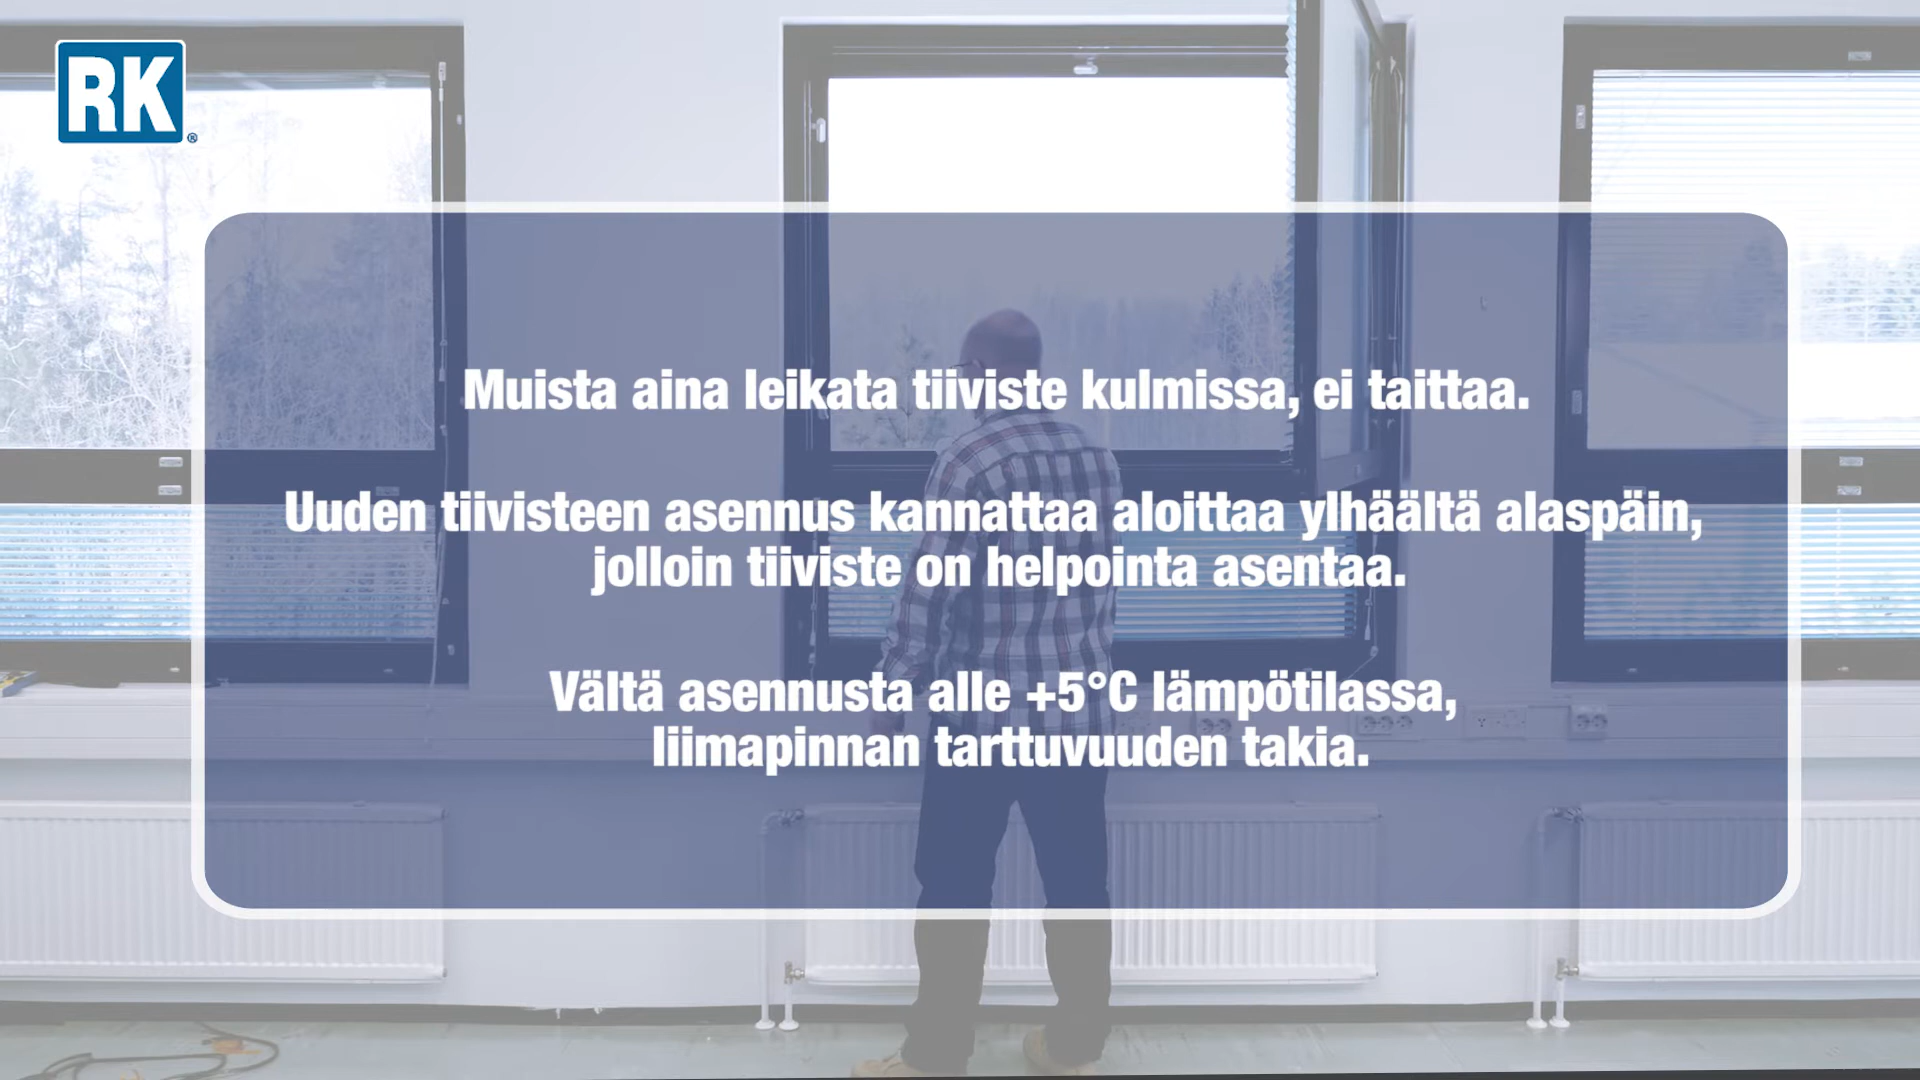 RK
®
Muista aina leikata tiiviste kulmissa, ei taittaa.
Uuden tiivisteen asennus kannattaa aloittaa ylhäältä alaspäin,
jolloin tiiviste on helpointa asentaa.
Vältä asennusta alle +5°C lämpötilassa,
liimapinnan tarttuvuuden takia.